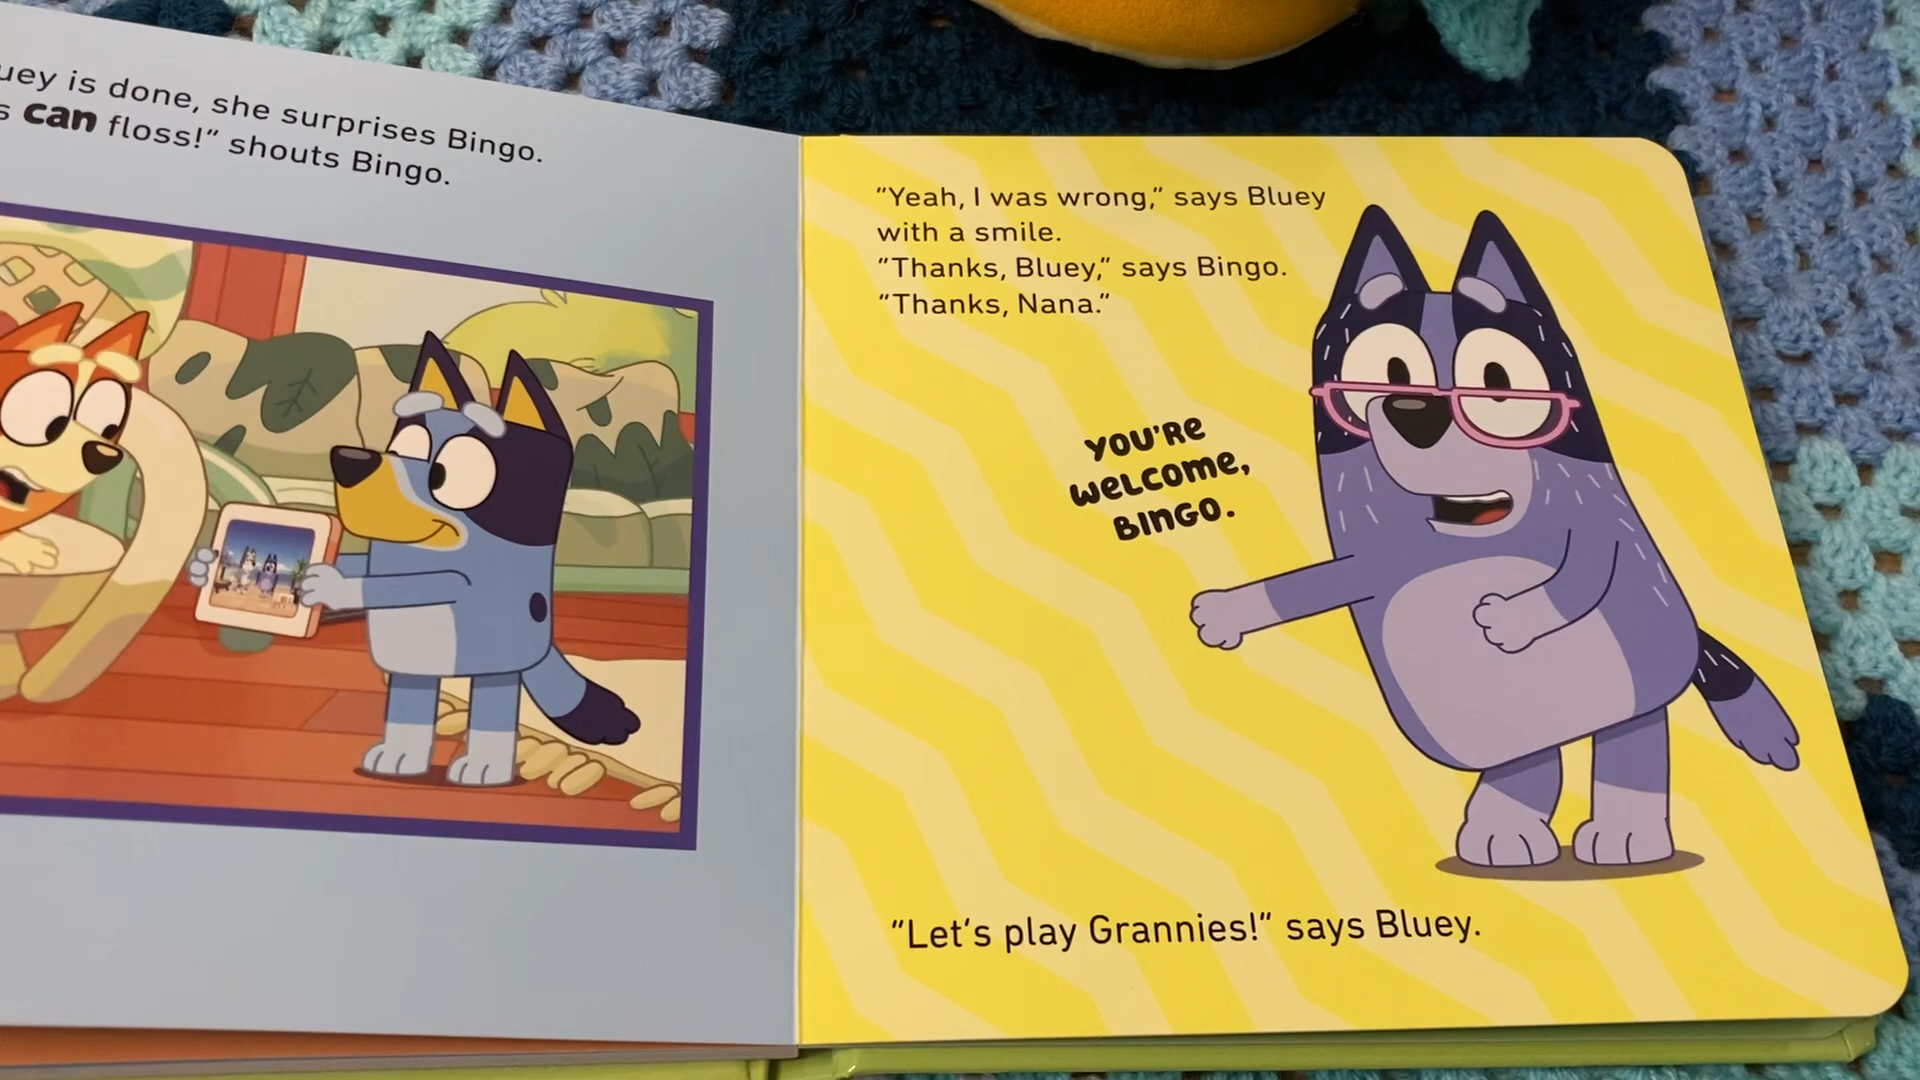 uey is done, she surprises Bingo.
s can floss!” shouts Bingo.
”Yeah, I was wrong,” says Bluey
with a smile.
”Thanks, Bluey,” says Bingo.
”Thanks, Nana.”
YOU’Re
WeLCOMe,
BINGO.
”Let’s play Grannies!” says Bluey.